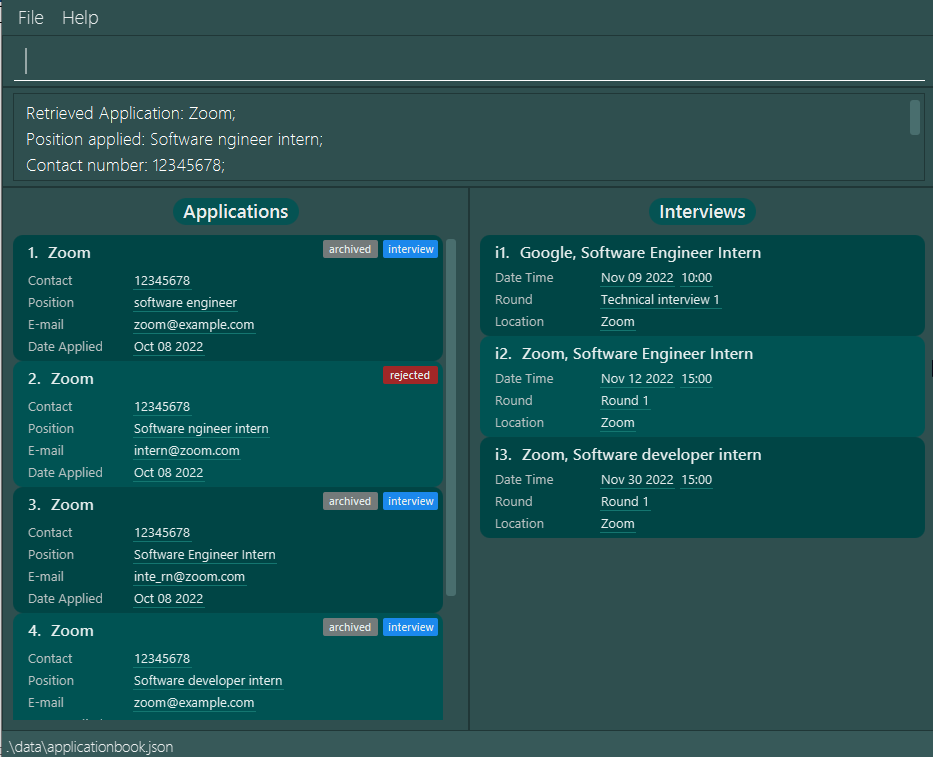 File Help
Retrieved Application: Zoom;
Position applied: Software ngineer intern;
Contact number: 12345678;
Applications
1. Zoom archived interview
Contact 12345678
Position software engineer
E-mail zoom@example.com
Date Applied Oct 08 2022
2. Zoom rejected
Contact 12345678
Position Software ngineer intern
E-mail intern@zoom.com
Date Applied Oct 08 2022
3. Zoom archived interview
Contact 12345678
Position Software Engineer Intern
E-mail inte_rn@zoom.com
Date Applied Oct 08 2022
4. Zoom archived interview
Contact 12345678
Position Software developer intern
E-mail zoom@example.com
Interviews
i1. Google, Software Engineer Intern
Date Time Nov 09 2022 10:00
Round Technical interview 1
Location Zoom
i2. Zoom, Software Engineer Intern
Date Time Nov 12 2022 15:00
Round Round 1
Location Zoom
i3. Zoom, Software developer intern
Date Time Nov 30 2022 15:00
Round Round 1
Location Zoom
.\data\applicationbook.json